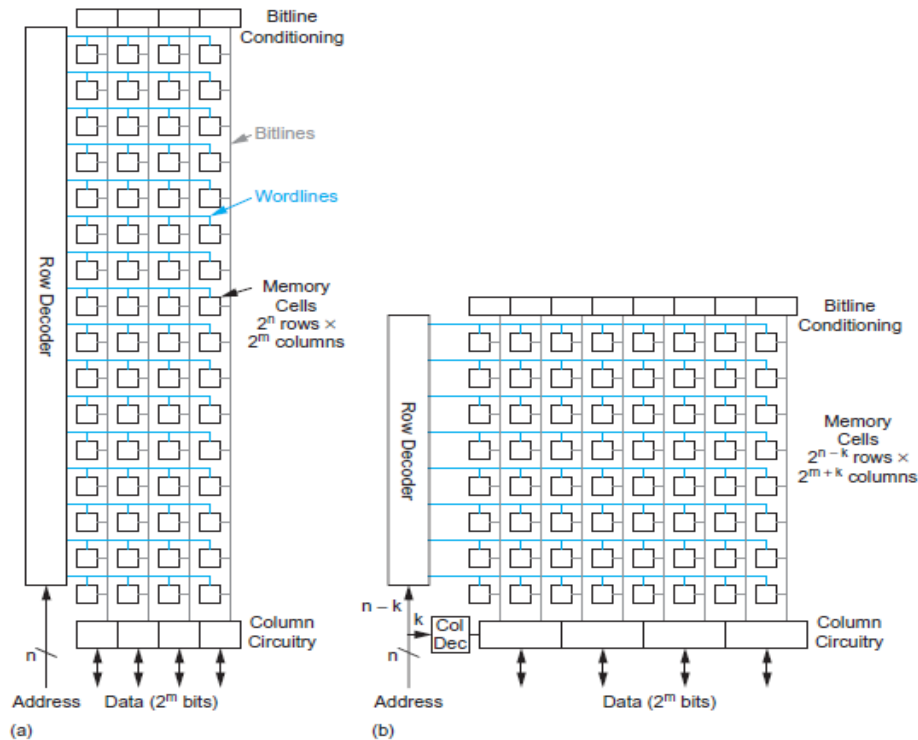 Bitline
Conditioning
Bitlines
Wordlines
Row Decoder
Memory
Cells
2ⁿ rows ×
2ᵐ columns
Column
Circuitry
n
Address
Data (2ᵐ bits)
(a)
Bitline
Conditioning
Row Decoder
Memory
Cells
2ⁿ⁻ᵏ rows ×
2ᵐ⁺ᵏ columns
n – k
k
Col
Dec
n
Column
Circuitry
Address
Data (2ᵐ bits)
(b)